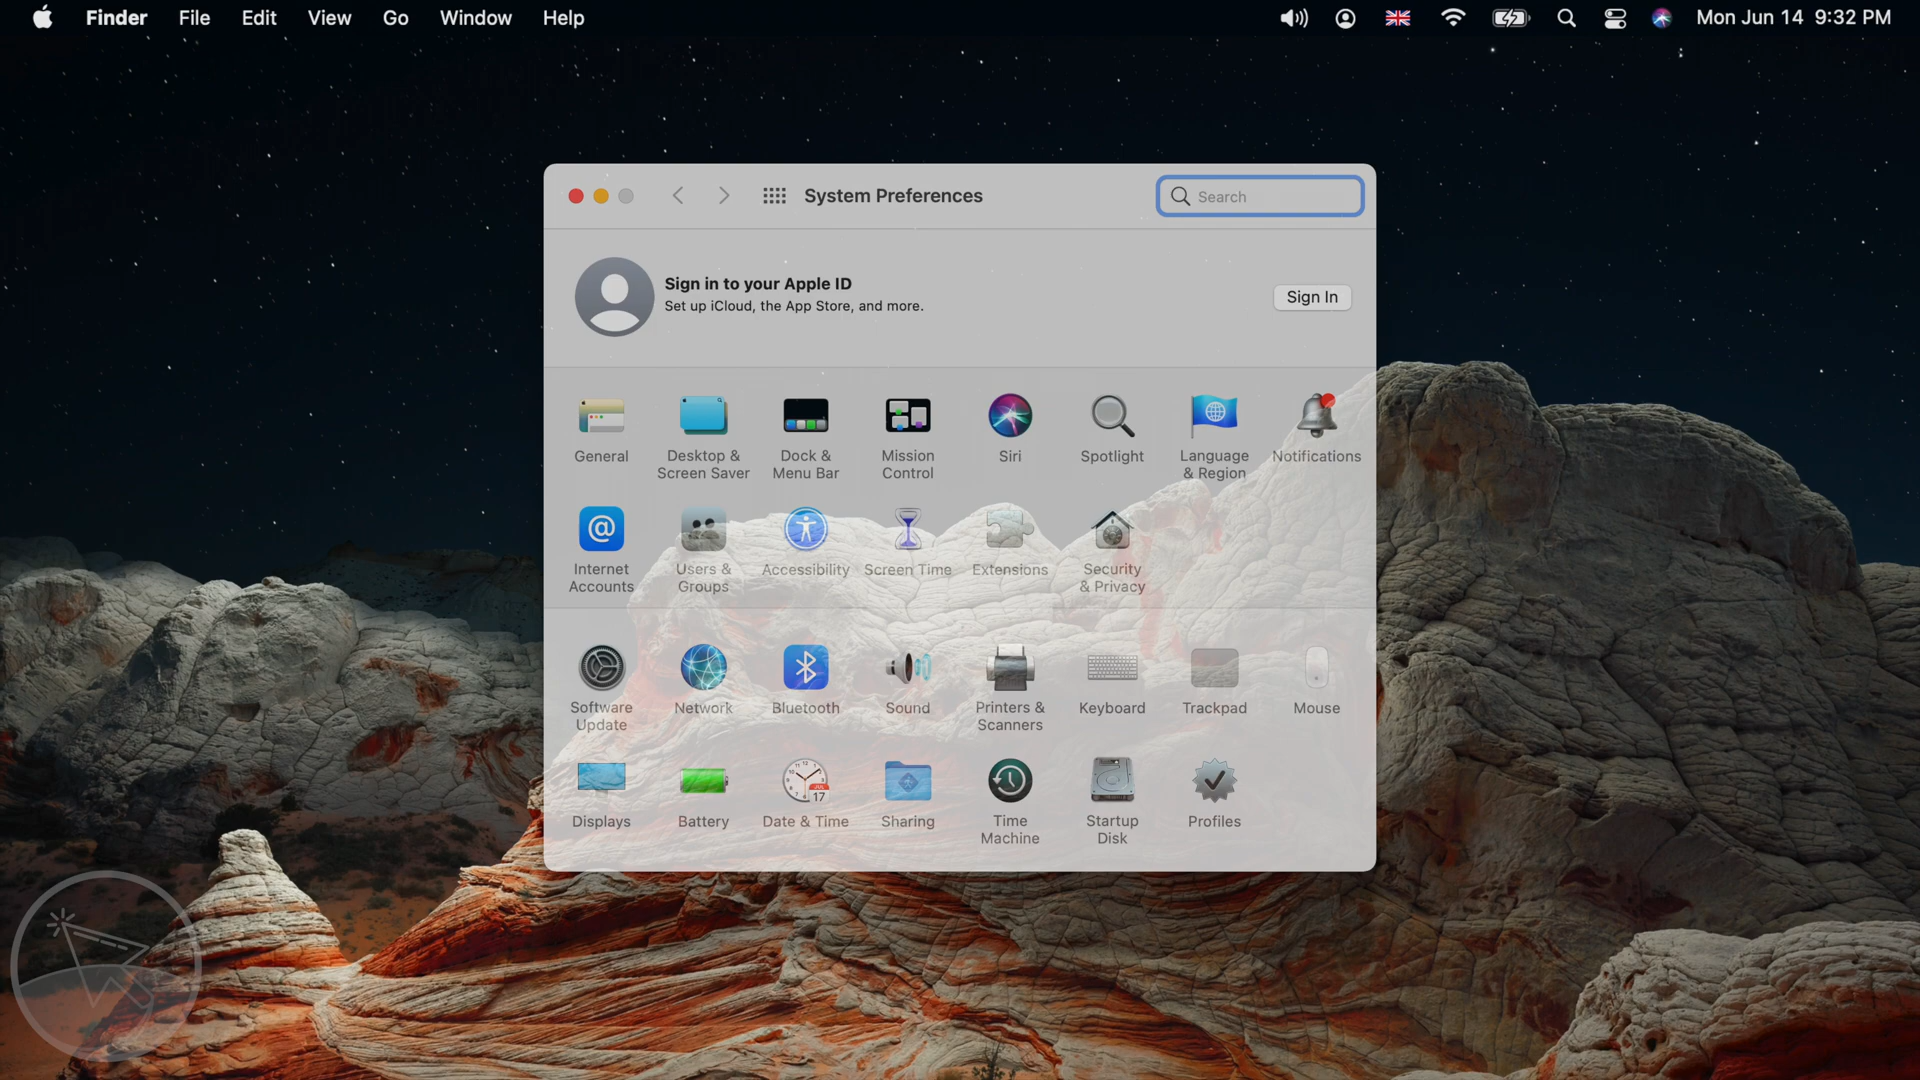 Finder File Edit View Go Window Help Mon Jun 14 9:32 PM
System Preferences
Search
Sign in to your Apple ID
Set up iCloud, the App Store, and more.
Sign In
General
Desktop &
Screen Saver
Dock &
Menu Bar
Mission
Control
Siri
Spotlight
Language
& Region
Notifications
Internet
Accounts
Users &
Groups
Accessibility
Screen Time
Extensions
Security
& Privacy
Software
Update
Network
Bluetooth
Sound
Printers &
Scanners
Keyboard
Trackpad
Mouse
Displays
Battery
JUL
17
Date & Time
Sharing
Time
Machine
Startup
Disk
Profiles